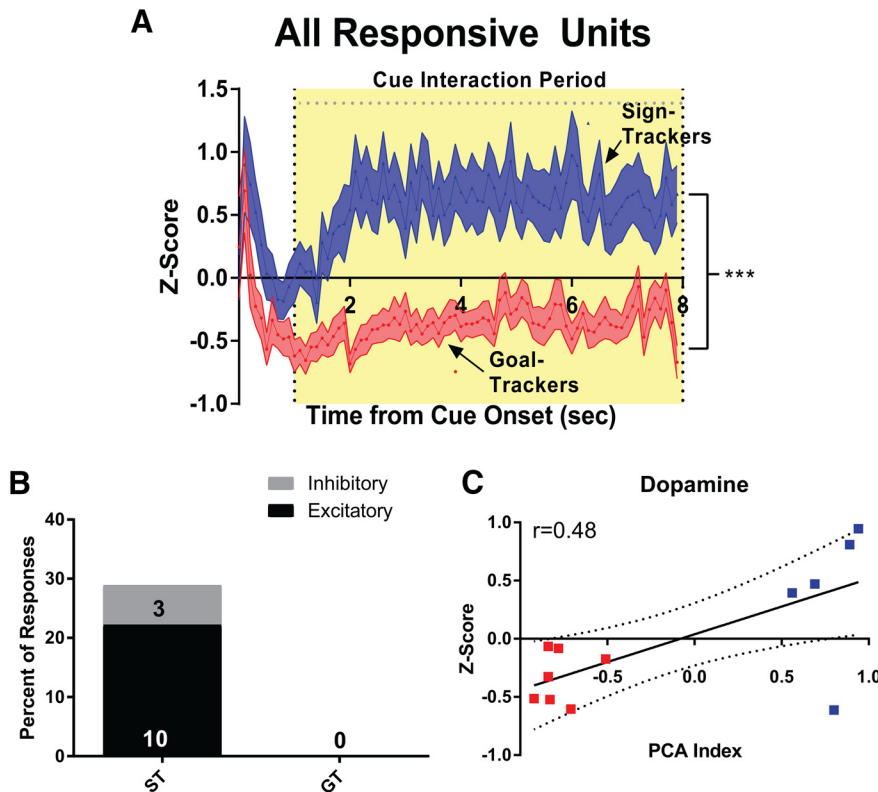 A
All Responsive Units
Cue Interaction Period
1.5
Sign-
Trackers
1.0
0.5
0.0
2
4
6
8
***
-0.5
Goal-
Trackers
-1.0
Z-Score
Time from Cue Onset (sec)
B
Inhibitory
Excitatory
40
30
3
20
10
10
0
0
Percent of Responses
ST
GT
C
Dopamine
1.0
r=0.48
0.5
0.0
-0.5
0.0
0.5
1.0
-0.5
-1.0
Z-Score
PCA Index